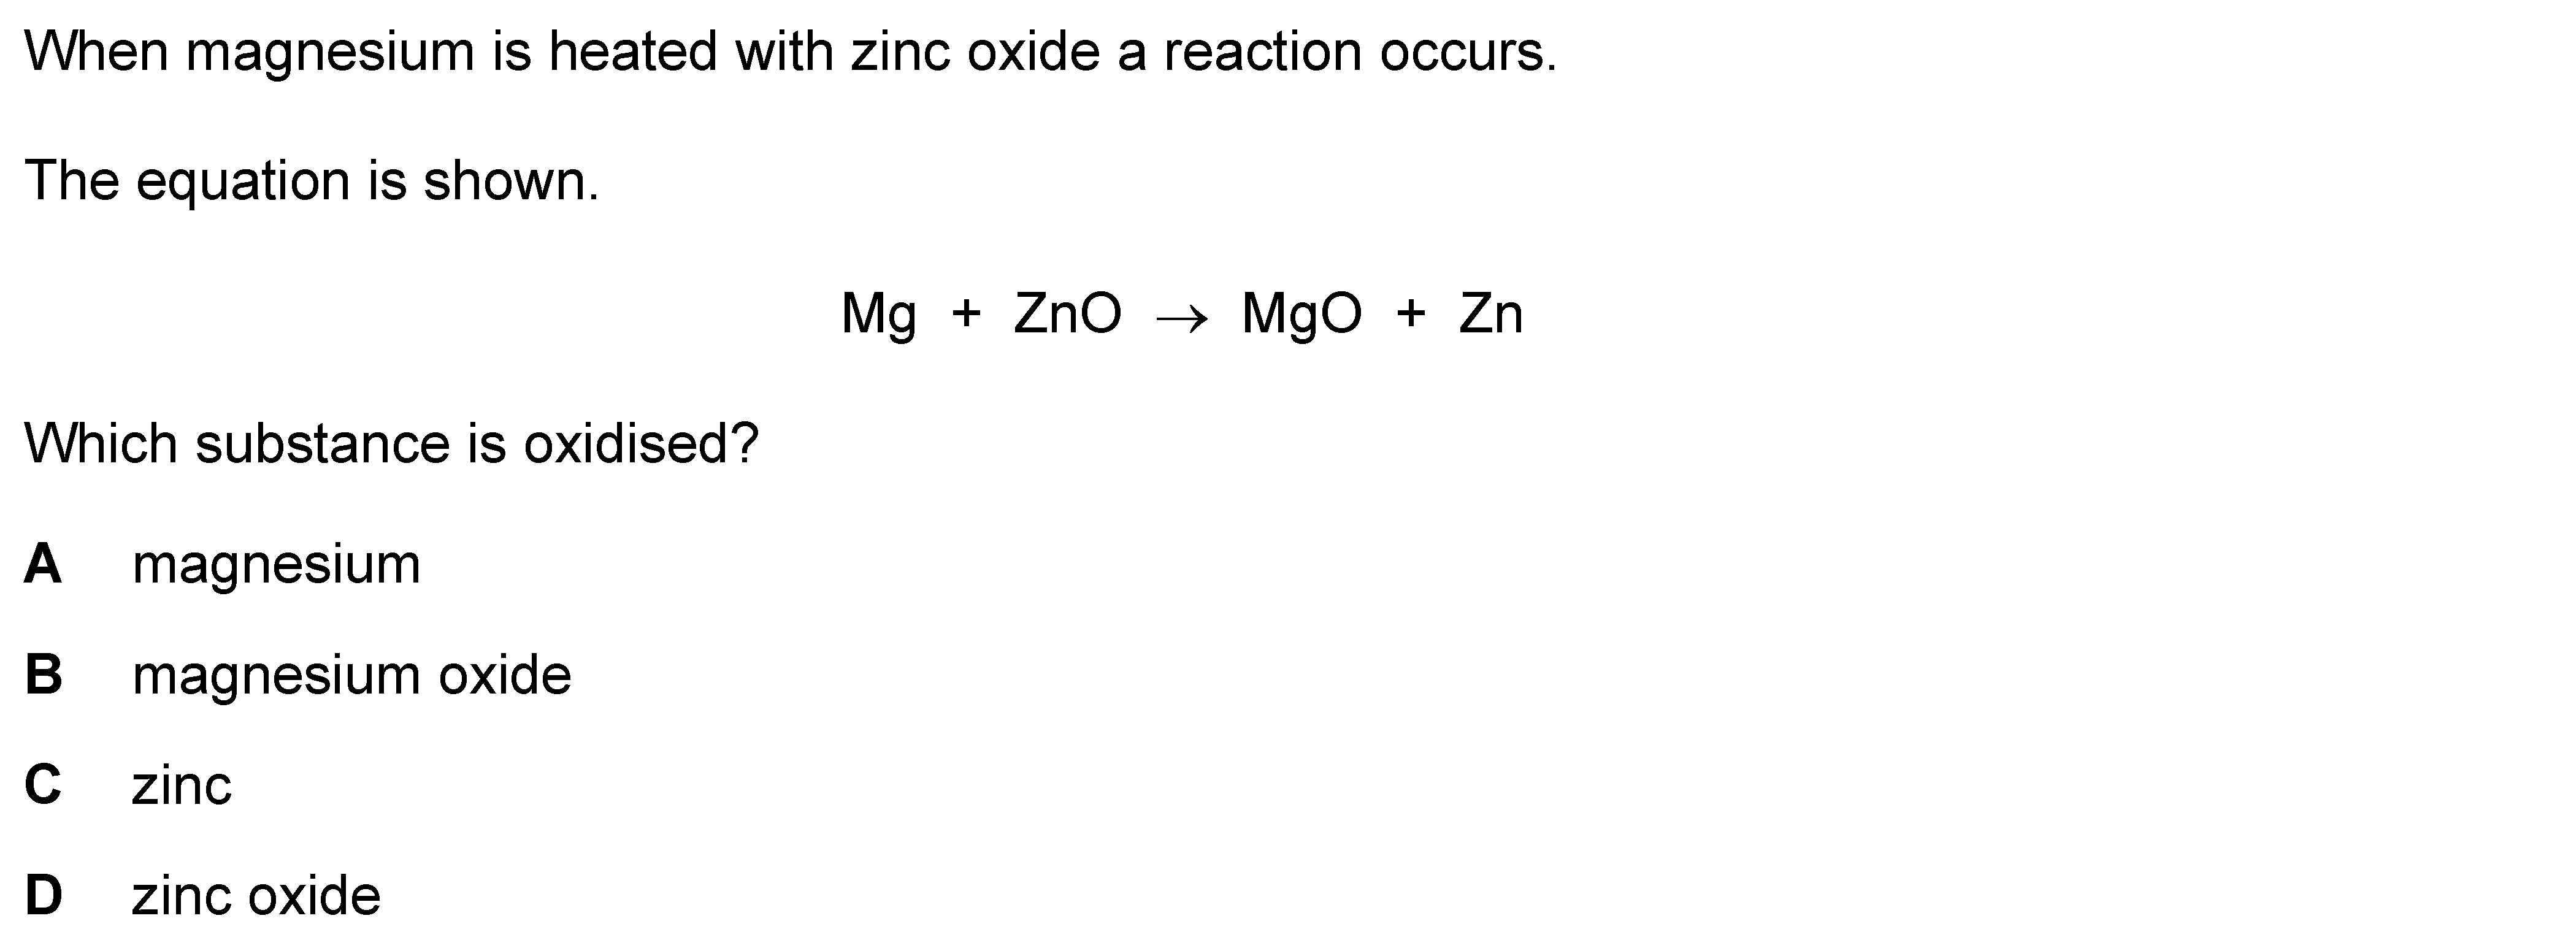 When magnesium is heated with zinc oxide a reaction occurs.
The equation is shown.
Mg + ZnO → MgO + Zn
Which substance is oxidised?
A magnesium
B magnesium oxide
C zinc
D zinc oxide